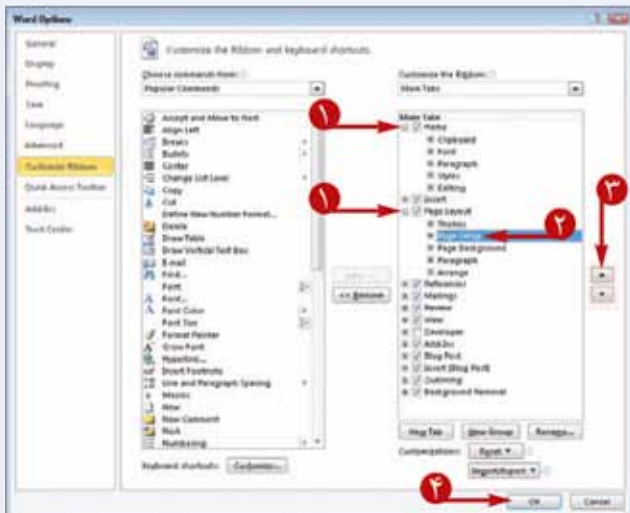 Word Options
General
Display
Proofing
Save
Language
Advanced
Customize Ribbon
Quick Access Toolbar
Add-Ins
Trust Center
Customize the Ribbon and keyboard shortcuts.
Choose commands from:
Popular Commands
Accept and Move to Next
Align Left
Breaks
Bullets
Center
Change List Level
Copy
Cut
Define New Number Format...
Delete
Draw Table
Draw Vertical Text Box
E-mail
Find...
Font
Font...
Font Color
Font Size
Format Painter
Grow Font
Hyperlink...
Insert Footnote
Line and Paragraph Spacing
Macros
New
New Comment
Next
Numbering
Keyboard shortcuts: Customize...
<< Remove
Customize the Ribbon:
Main Tabs
Main Tabs
۱
Home
Clipboard
Font
Paragraph
Styles
Editing
Insert
۱
Page Layout
Themes
Page Setup
۲
۳
Page Background
Paragraph
Arrange
References
Mailings
Review
View
Developer
Add-Ins
Blog Post
Insert (Blog Post)
Outlining
Background Removal
New Tab New Group Rename...
Customizations: Reset
Import/Export
۴
OK Cancel